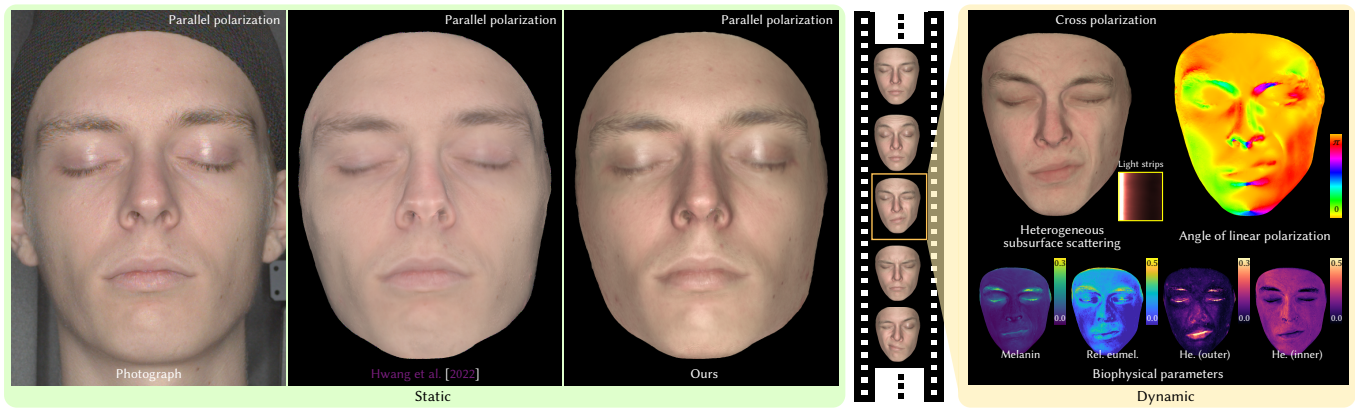 Parallel polarization
Parallel polarization
Parallel polarization
Photograph
Hwang et al. [2022]
Ours
Static
Cross polarization
Light strips
π
0
Heterogeneous
subsurface scattering
Angle of linear polarization
0.3
0.0
0.5
0.0
0.3
0.0
0.5
0.0
Melanin
Rel. eumel.
He. (outer)
He. (inner)
Biophysical parameters
Dynamic